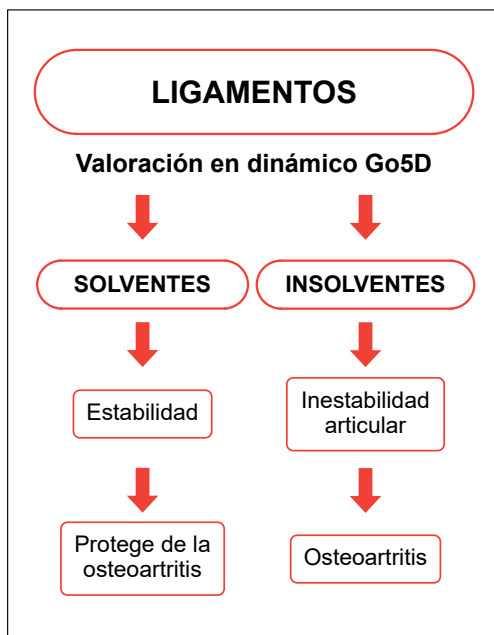 LIGAMENTOS
Valoración en dinámico Go5D
SOLVENTES
INSOLVENTES
Estabilidad
Inestabilidad
articular
Protege de la
osteoartritis
Osteoartritis